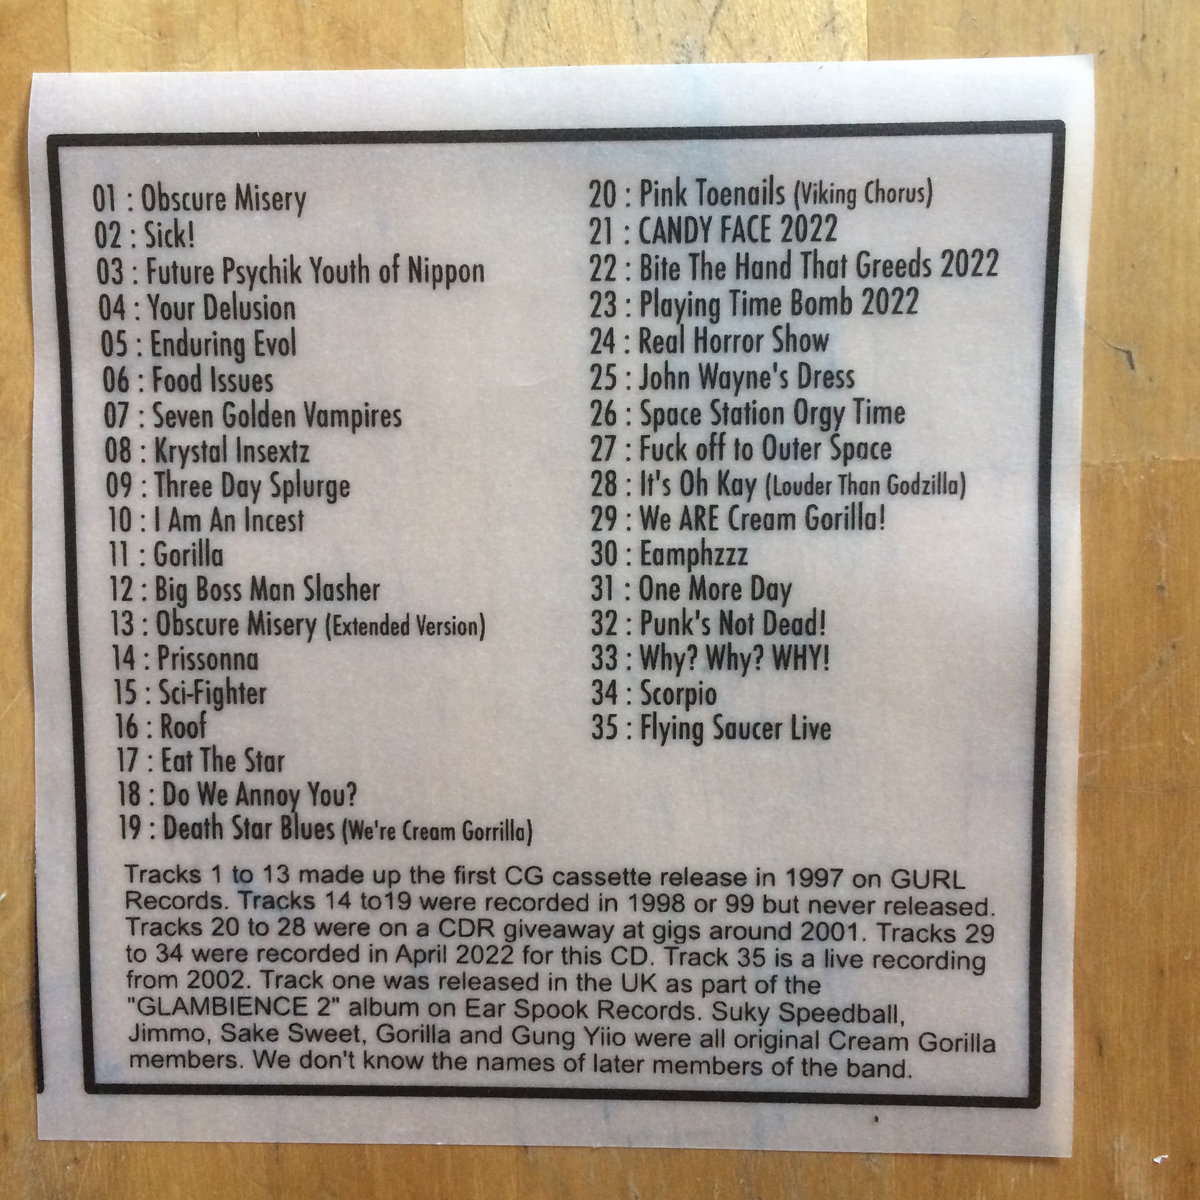 01 : Obscure Misery
02 : Sick!
03 : Future Psychik Youth of Nippon
04 : Your Delusion
05 : Enduring Evol
06 : Food Issues
07 : Seven Golden Vampires
08 : Krystal Insextz
09 : Three Day Splurge
10 : I Am An Incest
11 : Gorilla
12 : Big Boss Man Slasher
13 : Obscure Misery (Extended Version)
14 : Prissonna
15 : Sci-Fighter
16 : Roof
17 : Eat The Star
18 : Do We Annoy You?
19 : Death Star Blues (We're Cream Gorrilla)
20 : Pink Toenails (Viking Chorus)
21 : CANDY FACE 2022
22 : Bite The Hand That Greeds 2022
23 : Playing Time Bomb 2022
24 : Real Horror Show
25 : John Wayne's Dress
26 : Space Station Orgy Time
27 : Fuck off to Outer Space
28 : It's Oh Kay (Louder Than Godzilla)
29 : We ARE Cream Gorilla!
30 : Eamphzzz
31 : One More Day
32 : Punk's Not Dead!
33 : Why? Why? WHY!
34 : Scorpio
35 : Flying Saucer Live
Tracks 1 to 13 made up the first CG cassette release in 1997 on GURL
Records. Tracks 14 to19 were recorded in 1998 or 99 but never released.
Tracks 20 to 28 were on a CDR giveaway at gigs around 2001. Tracks 29
to 34 were recorded in April 2022 for this CD. Track 35 is a live recording
from 2002. Track one was released in the UK as part of the
"GLAMBIENCE 2" album on Ear Spook Records. Suky Speedball,
Jimmo, Sake Sweet, Gorilla and Gung Yiio were all original Cream Gorilla
members. We don't know the names of later members of the band.